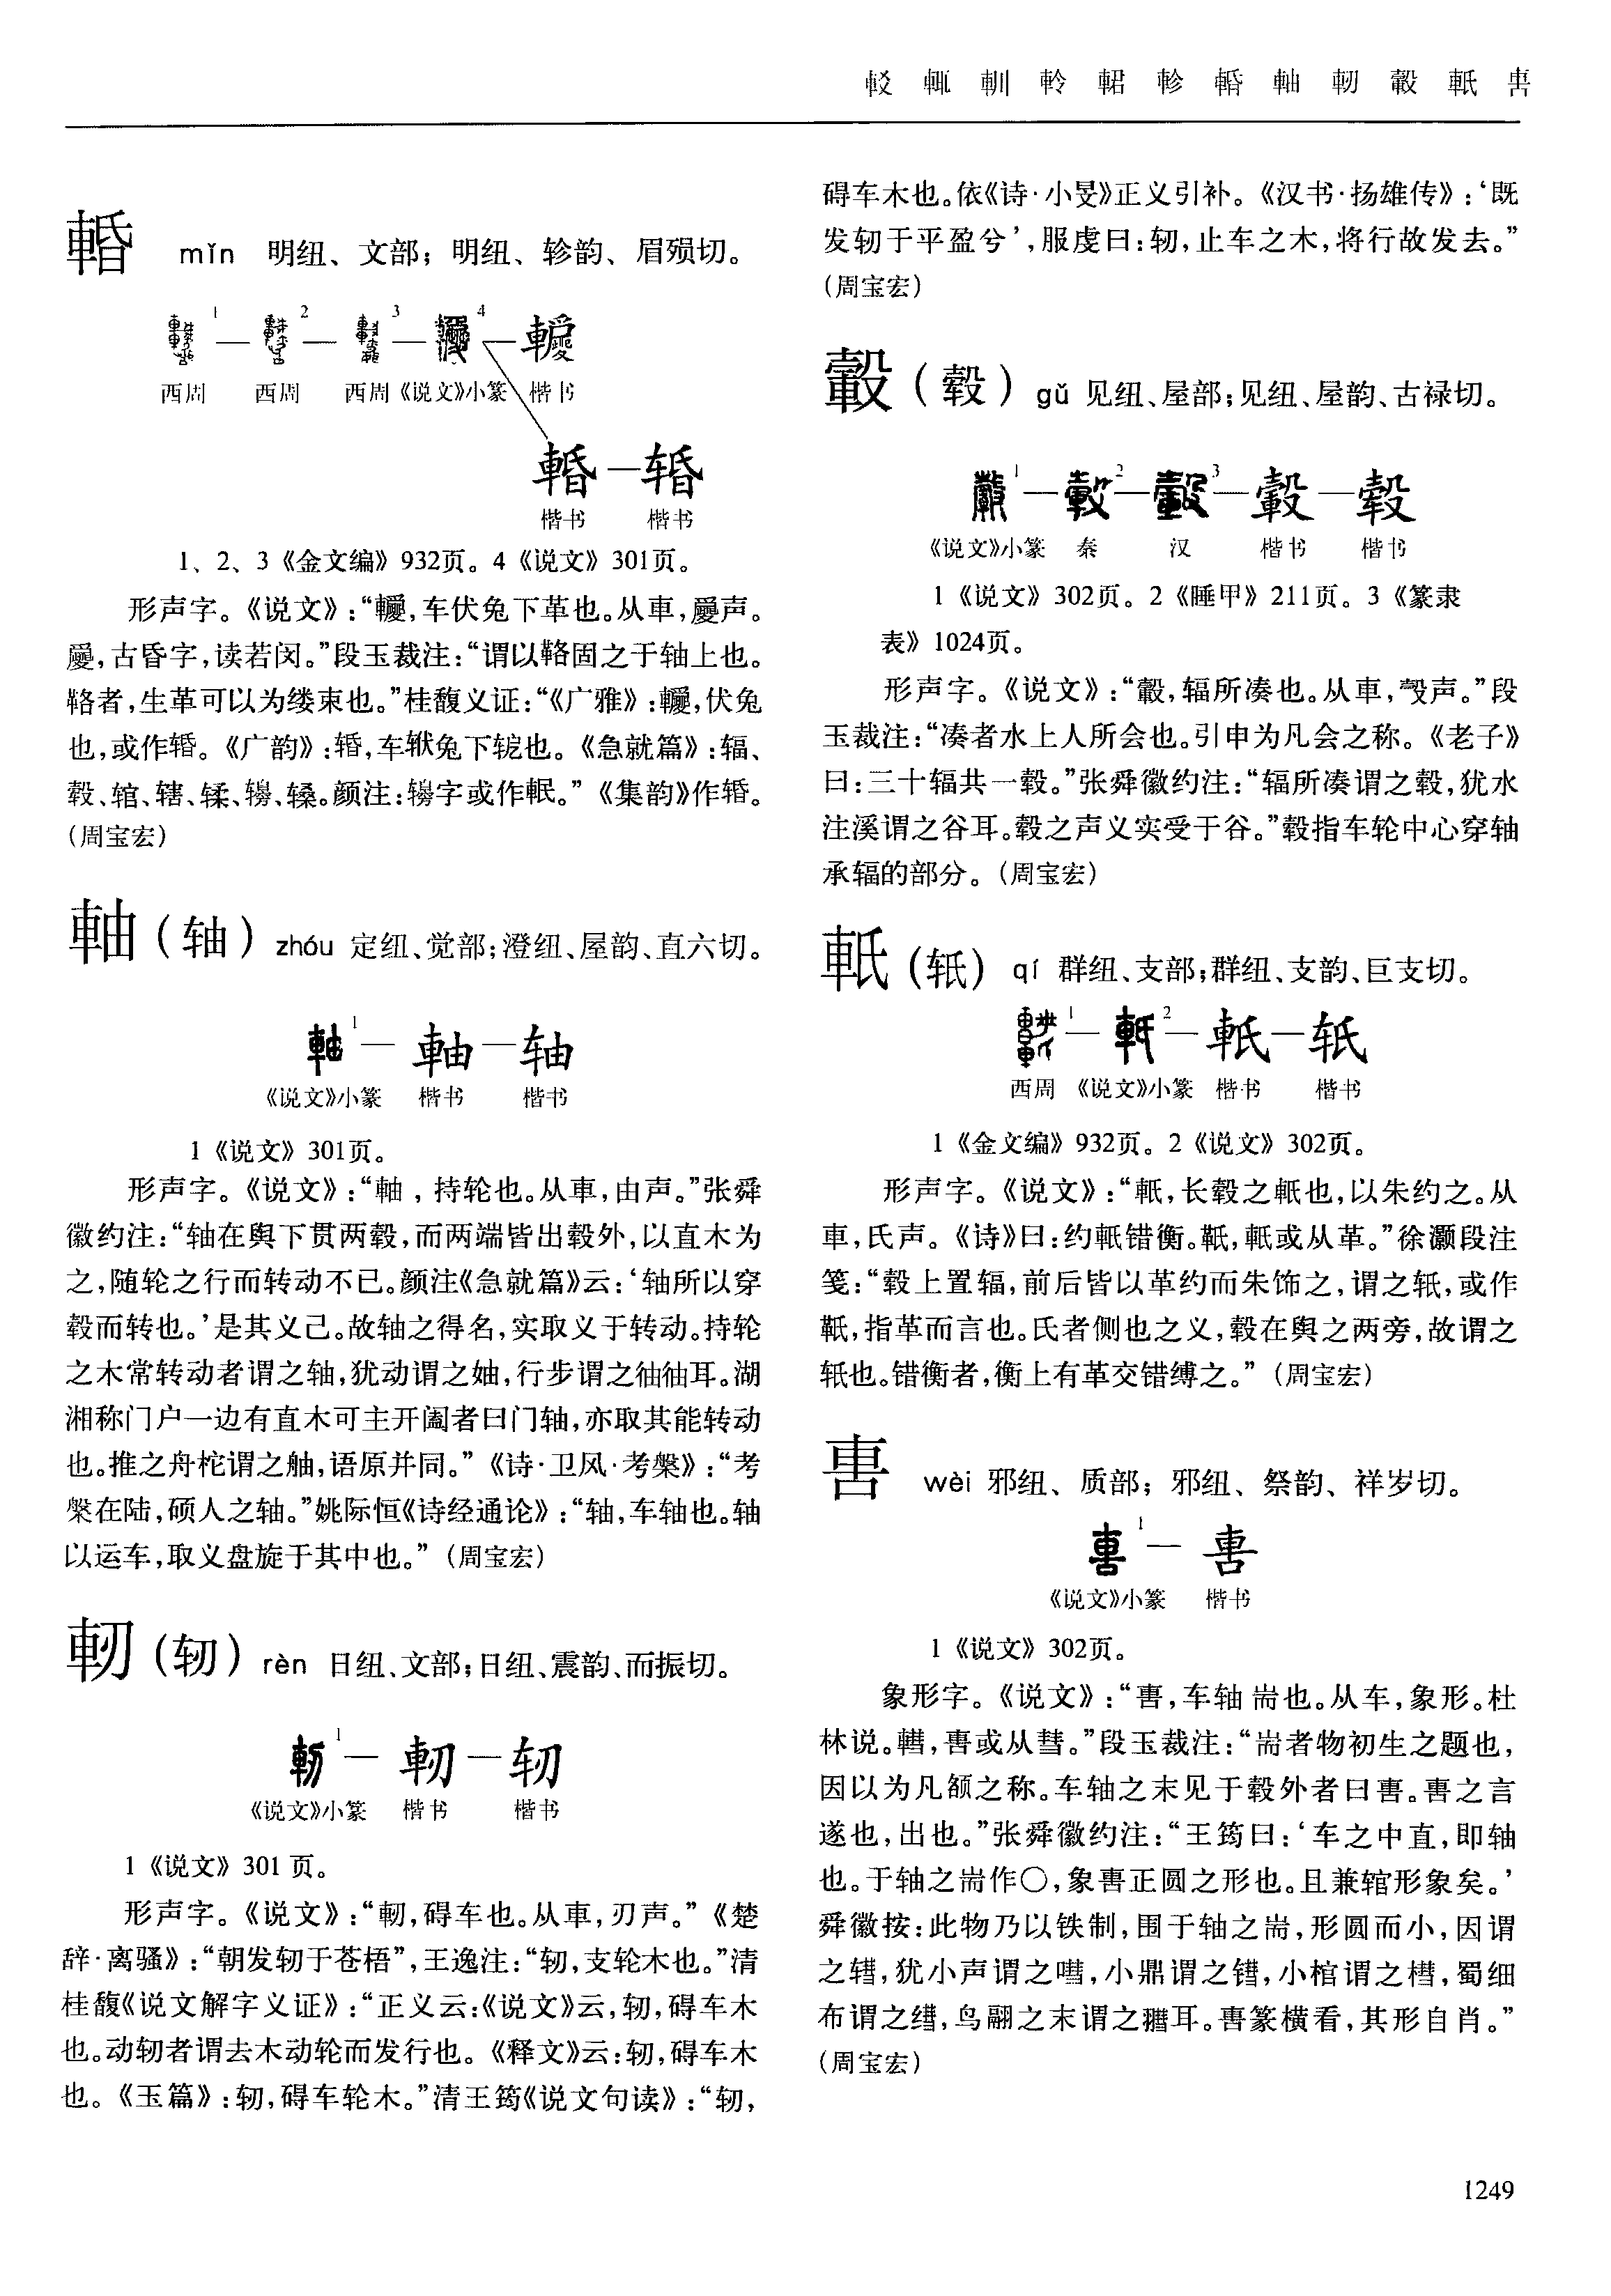 軗 輒 軐 軨 輑 軫 輽 軸 軔 轂 軝 軎
輽 mǐn 明纽、文部；明纽、轸韵、眉殒切。
1 — 2 — 3 — 4 — 轗
西周 西周 西周 《说文》小篆 楷书
輽 — 辒
楷书 楷书
1、2、3《金文编》932页。4《说文》301页。
形声字。《说文》：“，车伏兔下革也。从車，声。
，古昏字，读若闵。”段玉裁注：“谓以鞈固之于轴上也。
鞈者，生革可以为缕束也。”桂馥义证：“《广雅》：，伏兔
也，或作。《广韵》：，车轪兔下也。《急就篇》：辐、
毂、辖、輮、。颜注：字或作。”《集韵》作。
（周宝宏）
軸（轴）zhóu 定纽、觉部；澄纽、屋韵、直六切。
1 — 軸 — 轴
《说文》小篆 楷书 楷书
1《说文》301页。
形声字。《说文》：“軸，持轮也。从車，由声。”张舜
徽约注：“轴在舆下贯两毂，而两端皆出毂外，以直木为
之，随轮之行而转动不已。颜注《急就篇》云：‘轴所以穿
毂而转也。’是其义己。故轴之得名，实取义于转动。持轮
之木常转动者谓之轴，犹动谓之妯，行步谓之㣙㣙耳。湖
湘称门户一边有直木可主开阖者曰门轴，亦取其能转动
也。推之舟柁谓之舳，语原并同。”《诗·卫风·考槃》：“考
槃在陆，硕人之轴。”姚际恒《诗经通论》：“轴，车轴也。轴
以运车，取义盘旋于其中也。”（周宝宏）
軔（轫）rèn 日纽、文部；日纽、震韵、而振切。
1 — 軔 — 轫
《说文》小篆 楷书 楷书
1《说文》301 页。
形声字。《说文》：“軔，碍车也。从車，刃声。”《楚
辞·离骚》：“朝发轫于苍梧”，王逸注：“轫，支轮木也。”清
桂馥《说文解字义证》：“正义云：《说文》云，轫，碍车木
也。动轫者谓去木动轮而发行也。《释文》云：轫，碍车木
也。《玉篇》：轫，碍车轮木。”清王筠《说文句读》：“轫，
碍车木也。依《诗·小旻》正义引补。《汉书·扬雄传》：‘既
发轫于平盈兮’，服虔曰：轫，止车之木，将行故发去。”
（周宝宏）
轂（毂）gǔ 见纽、屋部；见纽、屋韵、古禄切。
1 — 2 — 3 — 轂 — 毂
《说文》小篆 秦 汉 楷书 楷书
1《说文》302页。2《睡甲》211页。3《篆隶
表》1024页。
形声字。《说文》：“轂，辐所凑也。从車，㱿声。”段
玉裁注：“凑者水上人所会也。引申为凡会之称。《老子》
曰：三十辐共一毂。”张舜徽约注：“辐所凑谓之毂，犹水
注溪谓之谷耳。毂之声义实受于谷。”毂指车轮中心穿轴
承辐的部分。（周宝宏）
軝（轵）qí 群纽、支部；群纽、支韵、巨支切。
1 — 2 — 軝 — 
西周 《说文》小篆 楷书 楷书
1《金文编》932页。2《说文》302页。
形声字。《说文》：“軝，长毂之軝也，以朱约之。从
車，氏声。《诗》曰：约軝错衡。𩉬，軝或从革。”徐灏段注
笺：“毂上置辐，前后皆以革约而朱饰之，谓之，或作
𩉬，指革而言也。氏者侧也之义，毂在舆之两旁，故谓之
也。错衡者，衡上有革交错缚之。”（周宝宏）
軎 wèi 邪纽、质部；邪纽、祭韵、祥岁切。
1 — 軎
《说文》小篆 楷书
1《说文》302页。
象形字。《说文》：“軎，车轴耑也。从车，象形。杜
林说。轊，軎或从彗。”段玉裁注：“耑者物初生之题也，
因以为凡额之称。车轴之末见于毂外者曰軎。軎之言
遂也，出也。”张舜徽约注：“王筠曰：‘车之中直，即轴
也。于轴之耑作○，象軎正圆之形也。且兼辖形象矣。’
舜徽按：此物乃以铁制，围于轴之耑，形圆而小，因谓
之，犹小声谓之嘒，小鼎谓之，小棺谓之槥，蜀细
布谓之，鸟翮之末谓之耳。軎篆横看，其形自肖。”
（周宝宏）
1249